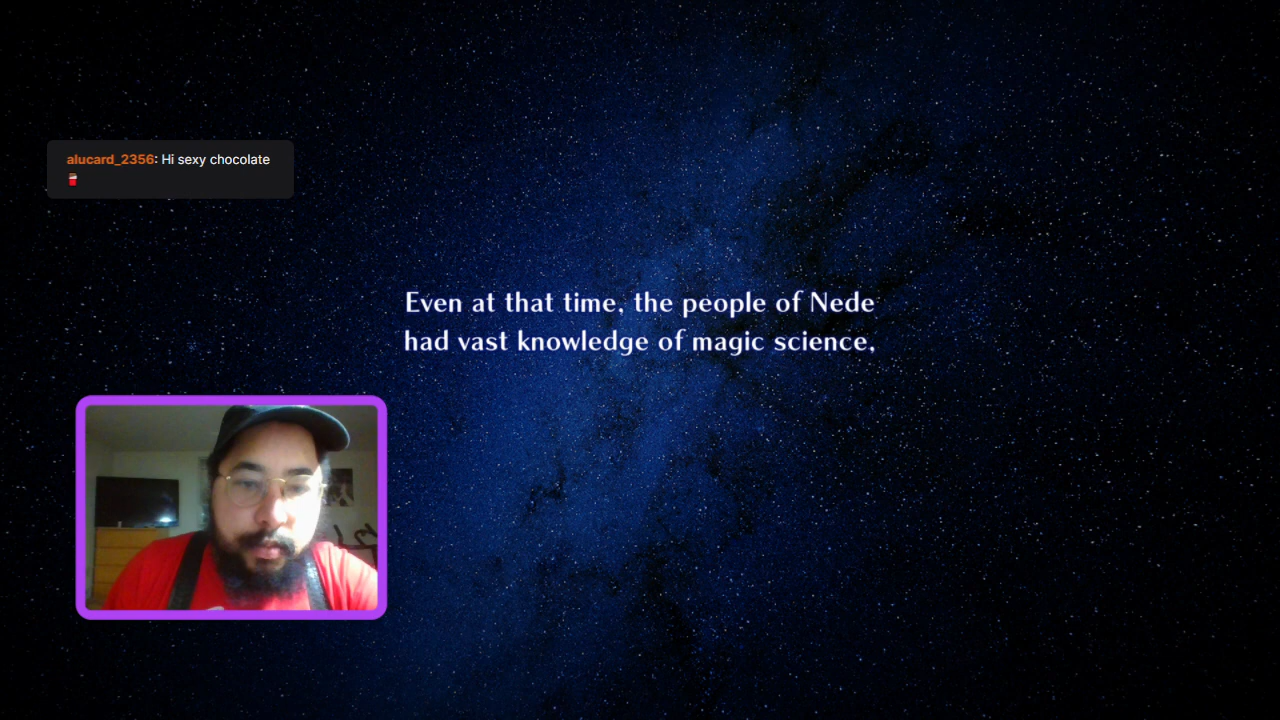 alucard_2356: Hi sexy chocolate
Even at that time, the people of Nede
had vast knowledge of magic science,